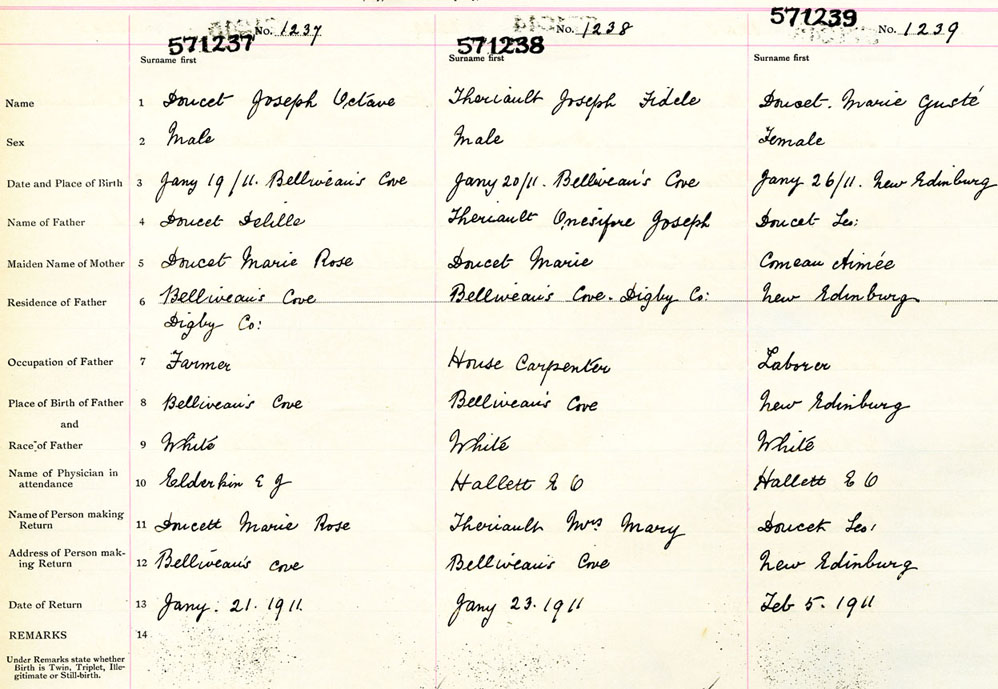 571237 No. 1237 571238 No. 1238 571239 No. 1239
Surname first Surname first Surname first
Name 1 Doucet Joseph Octave Theriault Joseph Fidele Doucet. Marie Gusté
Sex 2 Male Male Female
Date and Place of Birth 3 Jany 19/11. Belliveau's Cove Jany 20/11. Belliveau's Cove Jany 26/11. New Edinburg
Name of Father 4 Doucet Delille Theriault Onesifore Joseph Doucet Leo:
Maiden Name of Mother 5 Doucet Marie Rose Doucet Marie Comeau Aimée
Residence of Father 6 Belliveau's Cove Belliveau's Cove. Digby Co: New Edinburg
Digby Co:
Occupation of Father 7 Farmer House Carpenter Laborer
Place of Birth of Father 8 Belliveau's Cove Belliveau's Cove New Edinburg
and
Race of Father 9 White White White
Name of Physician in
attendance 10 Elderkin E J Hallett E O Hallett E O
Name of Person making
Return 11 Doucett Marie Rose Theriault Mrs Mary Doucet Leo:
Address of Person mak-
ing Return 12 Belliveau's Cove Belliveau's Cove New Edinburg
Date of Return 13 Jany. 21. 1911. Jany 23. 1911 Feb 5. 1911
REMARKS 14
Under Remarks state whether
Birth is Twin, Triplet, Ille-
gitimate or Still-birth.